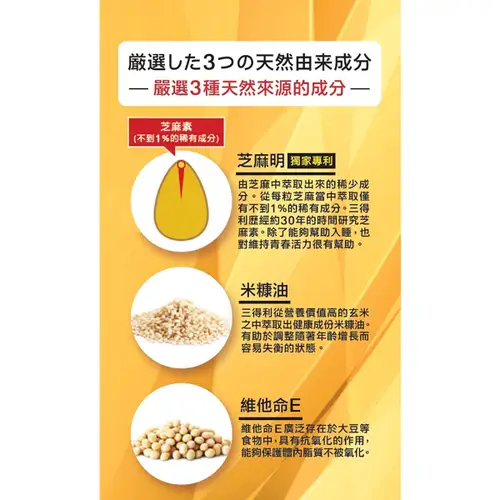 厳選した3つの天然由来成分
嚴選3種天然來源的成分
芝麻素
(不到1%的稀有成分)
芝麻明 獨家專利
由芝麻中萃取出來的稀少成
分。從每粒芝麻當中萃取僅
有不到1%的稀有成分。三得
利歷經約30年的時間研究芝
麻素。除了能夠幫助入睡，也
對維持青春活力很有幫助。
米糠油
三得利從營養價值高的玄米
之中萃取出健康成份米糠油。
有助於調整隨著年齡增長而
容易失衡的狀態。
維他命E
維他命E廣泛存在於大豆等
食物中，具有抗氧化的作用，
能夠保護體內脂質不被氧化。